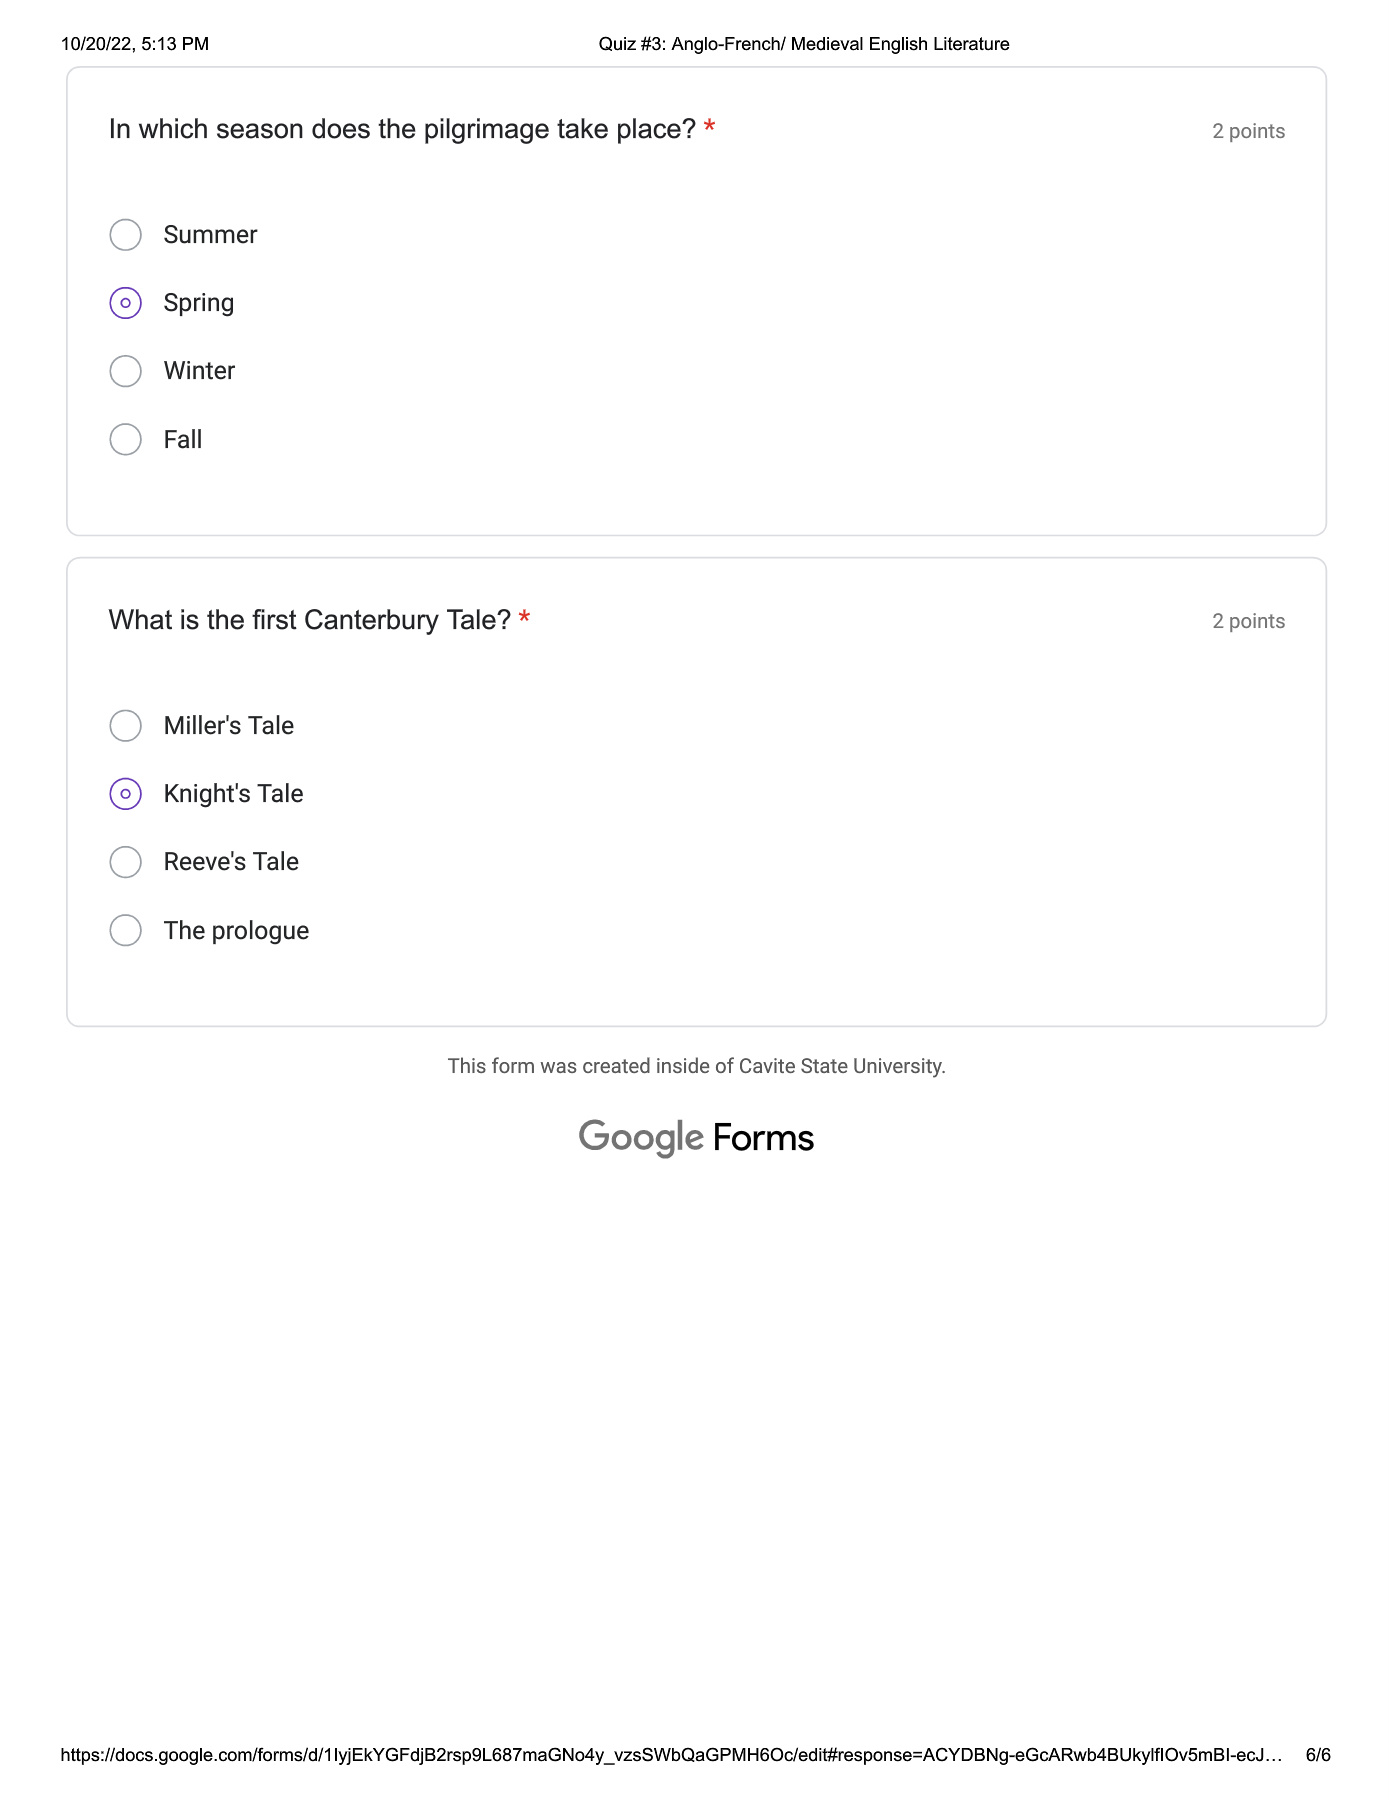 10/20/22, 5:13 PM Quiz #3: Anglo-French/ Medieval English Literature
In which season does the pilgrimage take place? * 2 points
Summer
Spring
Winter
Fall
What is the first Canterbury Tale? * 2 points
Miller's Tale
Knight's Tale
Reeve's Tale
The prologue
This form was created inside of Cavite State University.
Google Forms
https://docs.google.com/forms/d/1IyjEkYGFdjB2rsp9L687maGNo4y_vzsSWbQaGPMH6Oc/edit#response=ACYDBNg-eGcARwb4BUkylfIOv5mBI-ecJ… 6/6